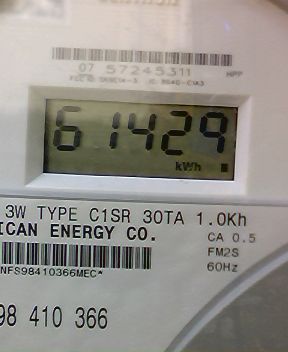 07 57245311 HPP
61429
kWh
3W TYPE C1SR 30TA 1.0Kh
ICAN ENERGY CO. CA 0.5
FM2S
NFS98410366MEC* 60Hz
98 410 366